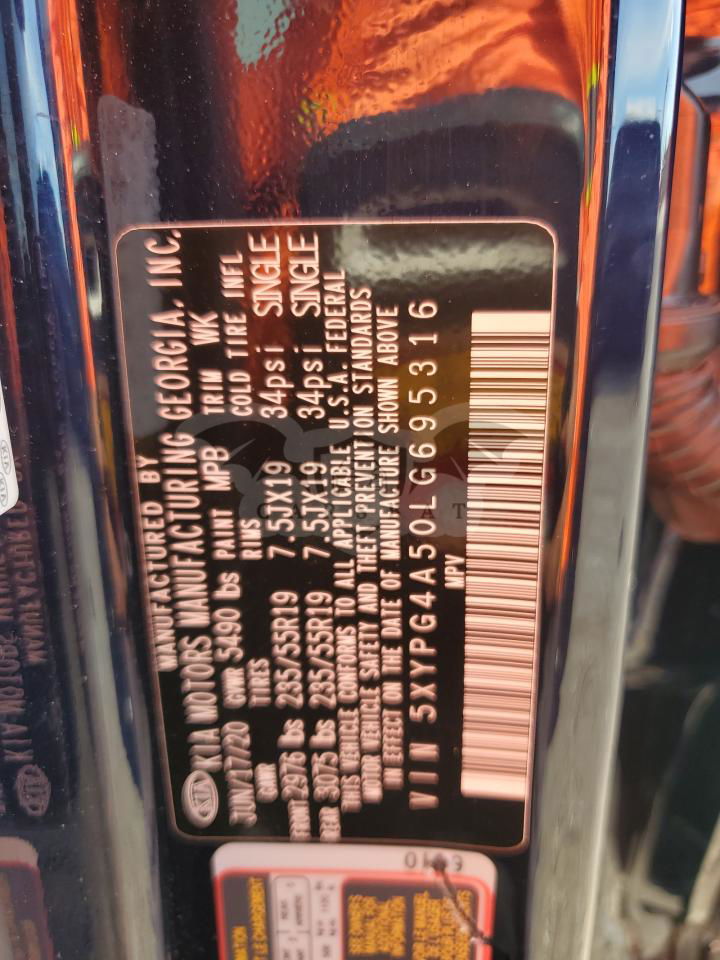 MANUFACTURED BY
KIA KIA MOTORS MANUFACTURING GEORGIA, INC.
JUN/17/20 GVWR 5490 lbs PAINT MPB TRIM WK
GAWR TIRES RIMS COLD TIRE INFL
FRONT 2976 lbs 235/55R19 7.5JX19 34psi SINGLE
REAR 3075 lbs 235/55R19 7.5JX19 34psi SINGLE
THIS VEHICLE CONFORMS TO ALL APPLICABLE U.S.A. FEDERAL
MOTOR VEHICLE SAFETY AND THEFT PREVENTION STANDARDS
IN EFFECT ON THE DATE OF MANUFACTURE SHOWN ABOVE
VIN 5XYPG4A50LG695316
MPV